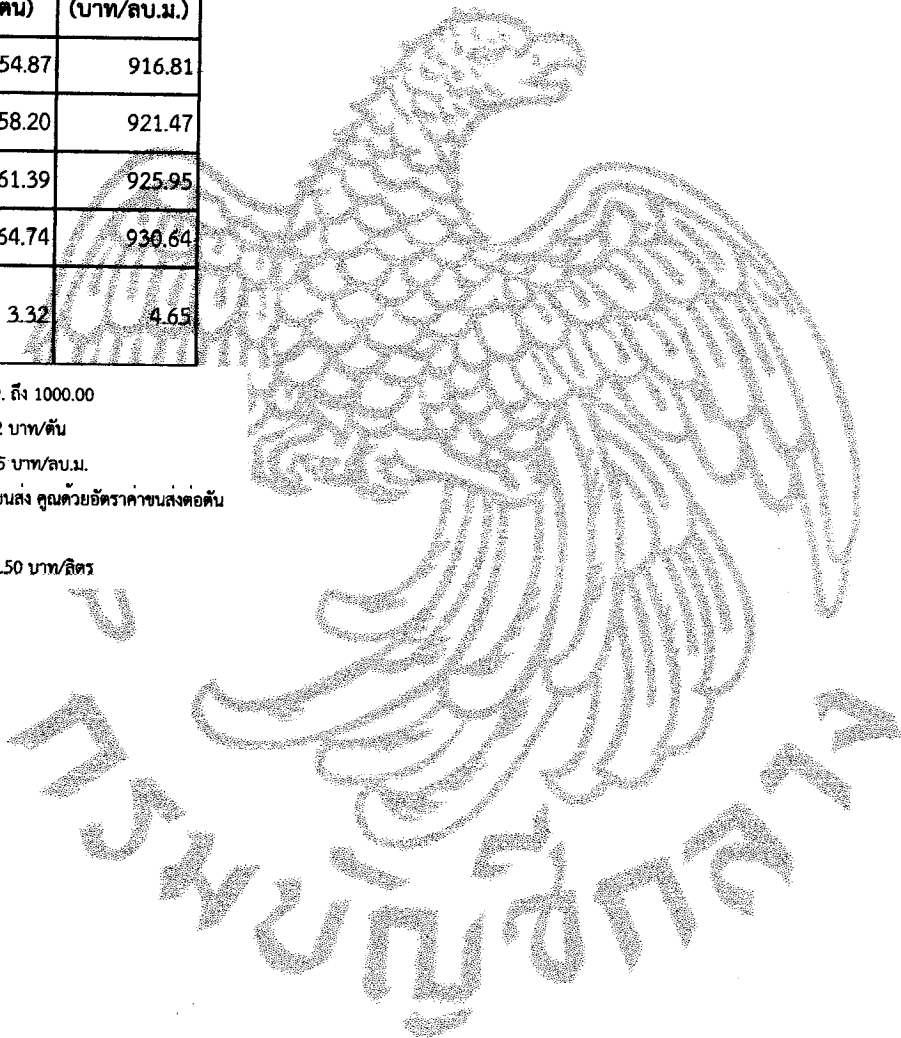 ตัน) (บาท/ลบ.ม.)
54.87 916.81
58.20 921.47
61.39 925.95
64.74 930.64
3.32 4.65
. ถึง 1000.00
2 บาท/ตัน
5 บาท/ลบ.ม.
ขนส่ง คูณด้วยอัตราค่าขนส่งต่อตัน
.50 บาท/ลิตร
กรมบัญชีกลาง